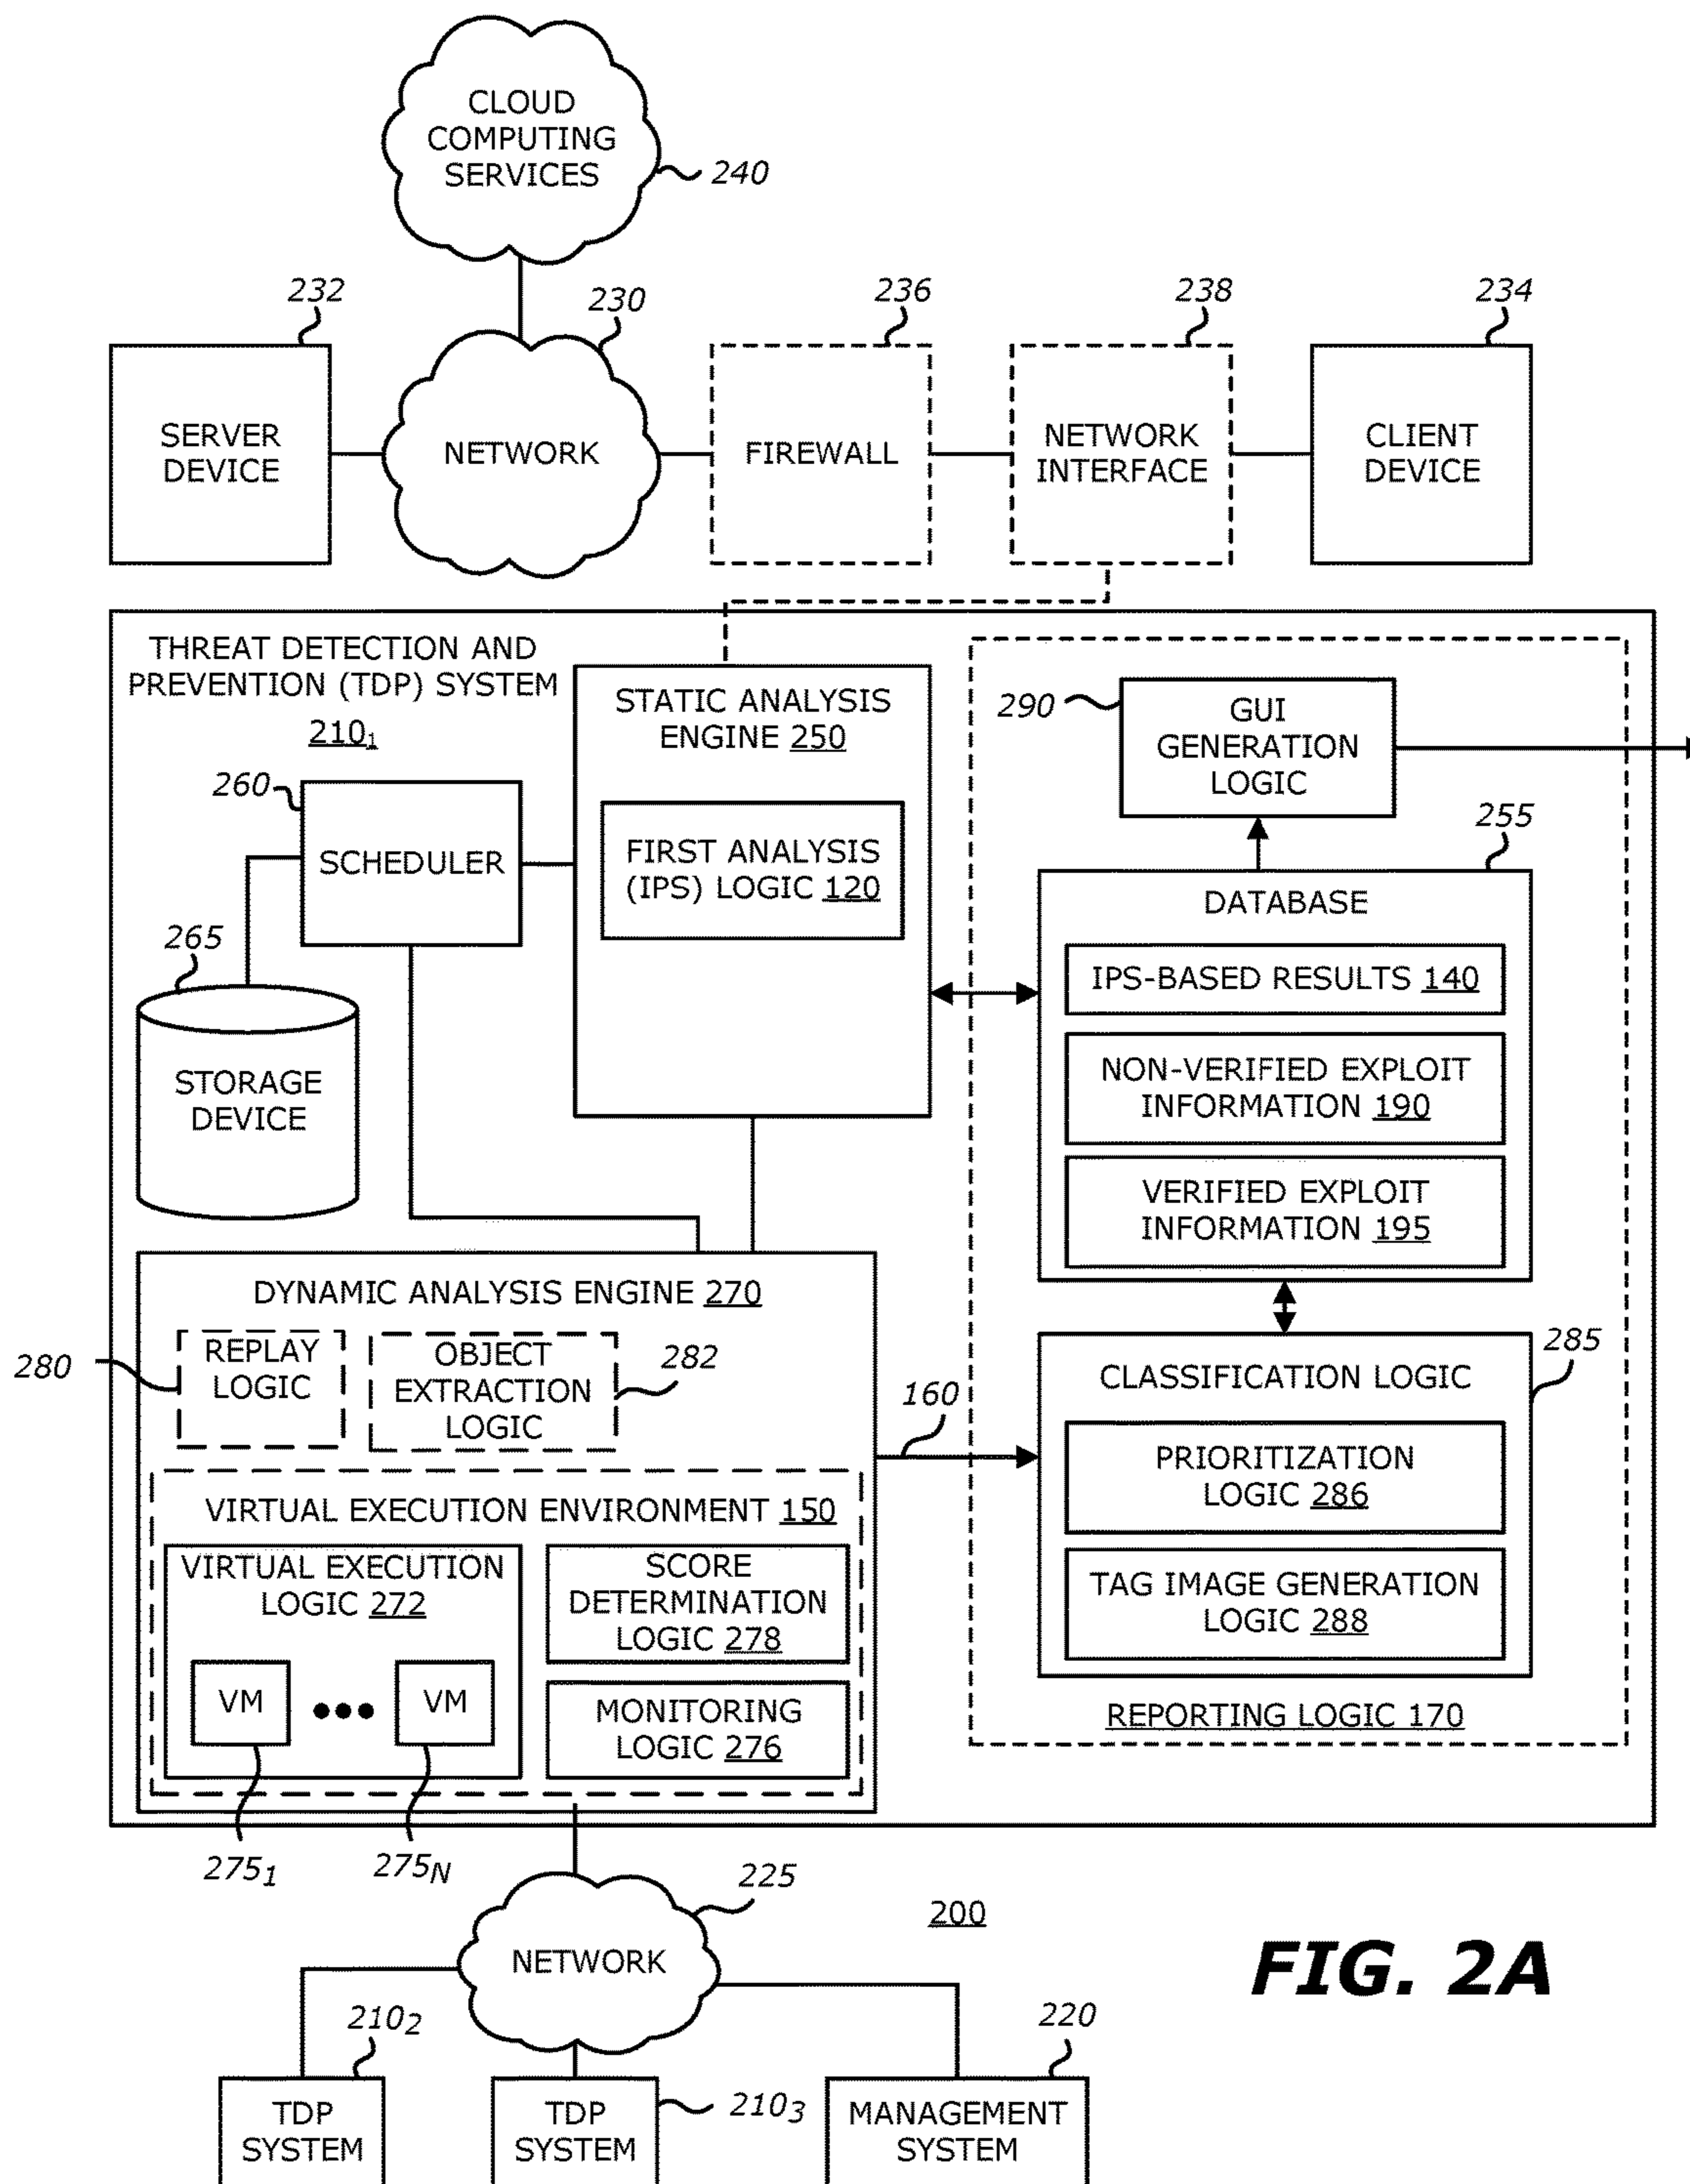 CLOUD
COMPUTING
SERVICES
240
232
230
236
238
234
SERVER
DEVICE
NETWORK
FIREWALL
NETWORK
INTERFACE
CLIENT
DEVICE
THREAT DETECTION AND
PREVENTION (TDP) SYSTEM
210₁
STATIC ANALYSIS
ENGINE 250
FIRST ANALYSIS
(IPS) LOGIC 120
260
SCHEDULER
265
STORAGE
DEVICE
290
GUI
GENERATION
LOGIC
255
DATABASE
IPS-BASED RESULTS 140
NON-VERIFIED EXPLOIT
INFORMATION 190
VERIFIED EXPLOIT
INFORMATION 195
DYNAMIC ANALYSIS ENGINE 270
280
REPLAY
LOGIC
OBJECT
EXTRACTION
LOGIC
282
160
285
CLASSIFICATION LOGIC
PRIORITIZATION
LOGIC 286
TAG IMAGE GENERATION
LOGIC 288
REPORTING LOGIC 170
VIRTUAL EXECUTION ENVIRONMENT 150
VIRTUAL EXECUTION
LOGIC 272
VM
VM
SCORE
DETERMINATION
LOGIC 278
MONITORING
LOGIC 276
275₁
275N
225
NETWORK
200
FIG. 2A
210₂
210₃
220
TDP
SYSTEM
TDP
SYSTEM
MANAGEMENT
SYSTEM